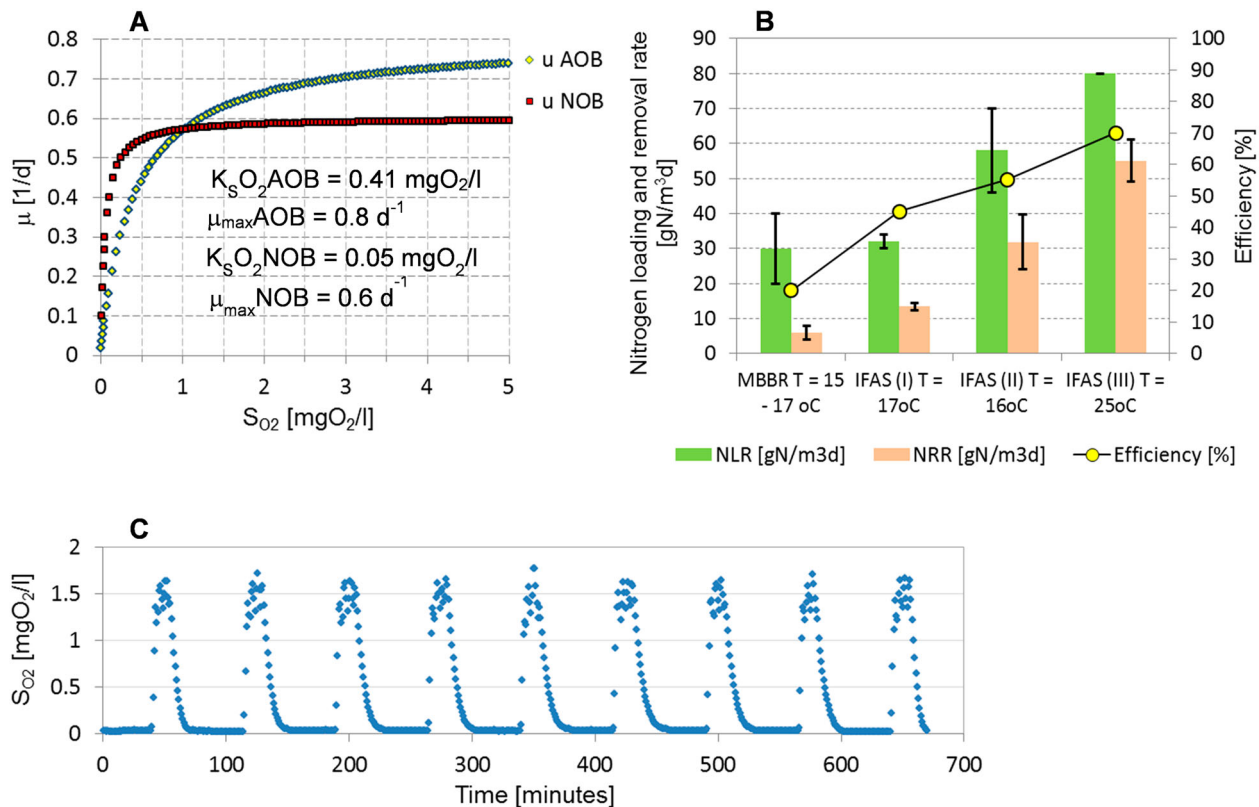 A
0.8
0.7
0.6
0.5
0.4
0.3
0.2
0.1
0
μ [1/d]
0 1 2 3 4 5
S_O2 [mgO2/l]
u AOB
u NOB
K_SO2AOB = 0.41 mgO2/l
μmaxAOB = 0.8 d-1
K_SO2NOB = 0.05 mgO2/l
μmaxNOB = 0.6 d-1
B
Nitrogen loading and removal rate
[gN/m3d]
90
80
70
60
50
40
30
20
10
0
100
90
80
70
60
50
40
30
20
10
0
Efficiency [%]
MBBR T = 15
- 17 oC
IFAS (I) T =
17oC
IFAS (II) T =
16oC
IFAS (III) T =
25oC
NLR [gN/m3d] NRR [gN/m3d] Efficiency [%]
C
2
1.5
1
0.5
0
S_O2 [mgO2/l]
0 100 200 300 400 500 600 700
Time [minutes]